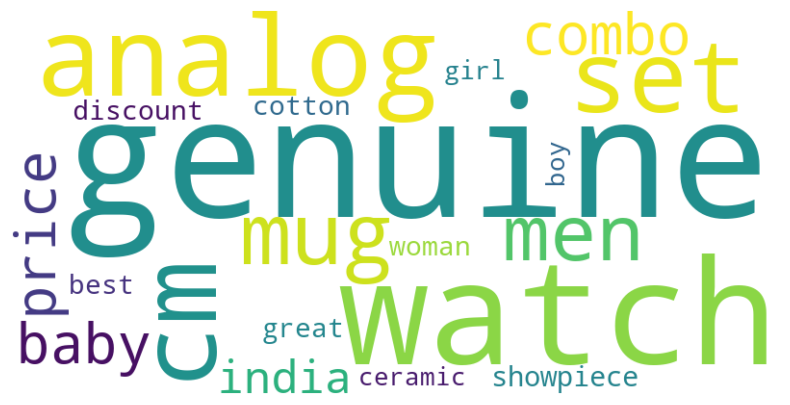 analog
combo
set
girl
discount
cotton
genuine
boy
price
mug
men
woman
cm
watch
best
baby
great
india
ceramic
showpiece